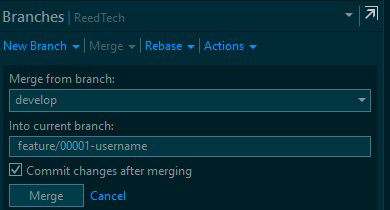 Branches | ReedTech
New Branch | Merge | Rebase | Actions
Merge from branch:
develop
Into current branch:
feature/00001-username
Commit changes after merging
Merge Cancel